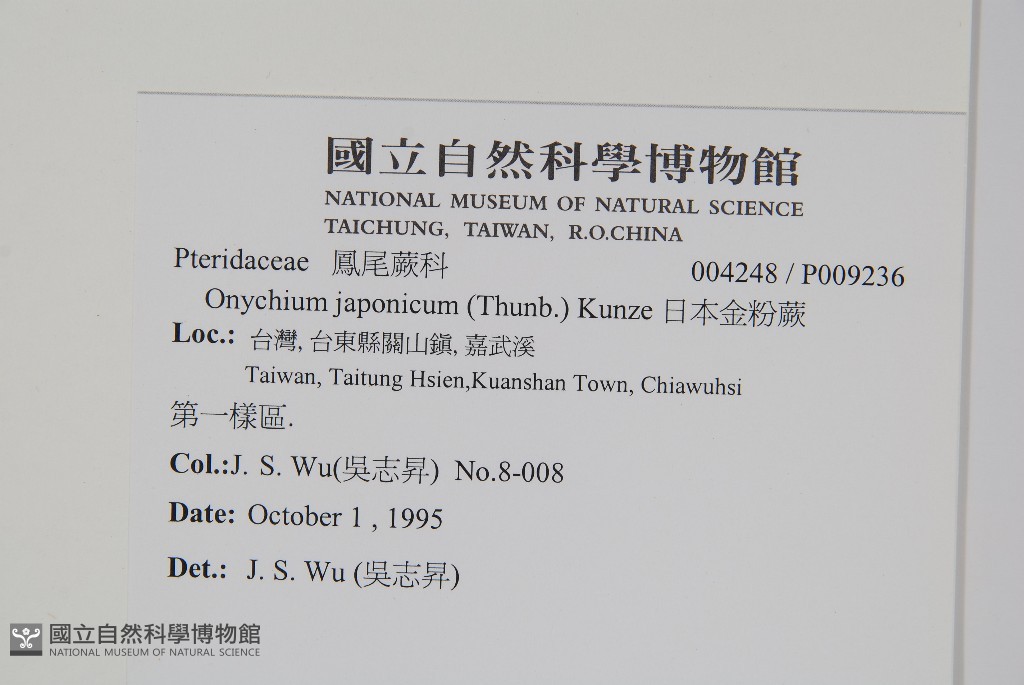 國立自然科學博物館
NATIONAL MUSEUM OF NATURAL SCIENCE
TAICHUNG, TAIWAN, R.O.CHINA
Pteridaceae 鳳尾蕨科 004248 / P009236
Onychium japonicum (Thunb.) Kunze 日本金粉蕨
Loc.: 台灣, 台東縣關山鎮, 嘉武溪
Taiwan, Taitung Hsien,Kuanshan Town, Chiawuhsi
第一樣區.
Col.:J. S. Wu(吳志昇) No.8-008
Date: October 1 , 1995
Det.: J. S. Wu (吳志昇)
國立自然科學博物館
NATIONAL MUSEUM OF NATURAL SCIENCE